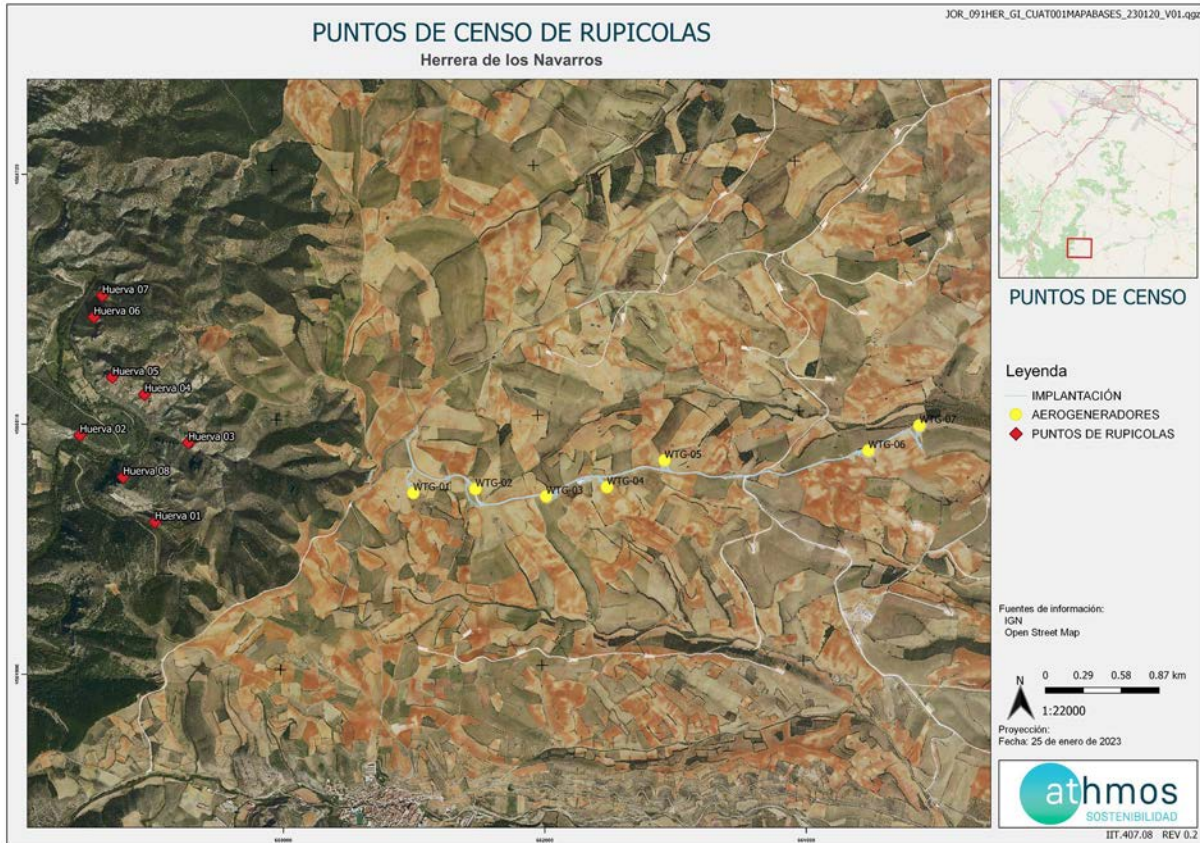 JOR_091HER_GI_CUAT001MAPABASES_230120_V01.qgz
PUNTOS DE CENSO DE RUPICOLAS
Herrera de los Navarros
Huerva 07
Huerva 06
Huerva 05
Huerva 04
Huerva 02
Huerva 03
Huerva 08
Huerva 01
WTG-07
WTG-06
WTG-05
WTG-04
WTG-03
WTG-02
WTG-01
PUNTOS DE CENSO
Leyenda
IMPLANTACIÓN
AEROGENERADORES
PUNTOS DE RUPICOLAS
Fuentes de información:
IGN
Open Street Map
N
0 0.29 0.58 0.87 km
1:22000
Proyección:
Fecha: 25 de enero de 2023
athmos
SOSTENIBILIDAD
IIT.407.08 REV 0.2